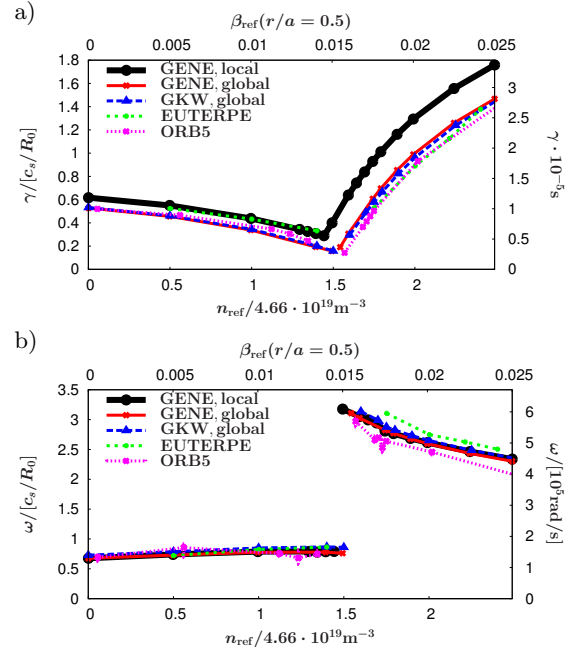 a)
β_ref(r/a = 0.5)
0 0.005 0.01 0.015 0.02 0.025
GENE, local
GENE, global
GKW, global
EUTERPE
ORB5
γ/[c_s/R_0]
1.8
1.6
1.4
1.2
1
0.8
0.6
0.4
0.2
0
3
2.5
2
1.5
1
0.5
0
γ · 10^{-5}s
0 0.5 1 1.5 2 2.5
n_ref/4.66 · 10^{19}m^{-3}
b)
β_ref(r/a = 0.5)
0 0.005 0.01 0.015 0.02 0.025
GENE, local
GENE, global
GKW, global
EUTERPE
ORB5
ω/[c_s/R_0]
3.5
3
2.5
2
1.5
1
0.5
0
6
5
4
3
2
1
0
ω/[10^5rad/s]
0 0.5 1 1.5 2 2.5
n_ref/4.66 · 10^{19}m^{-3}